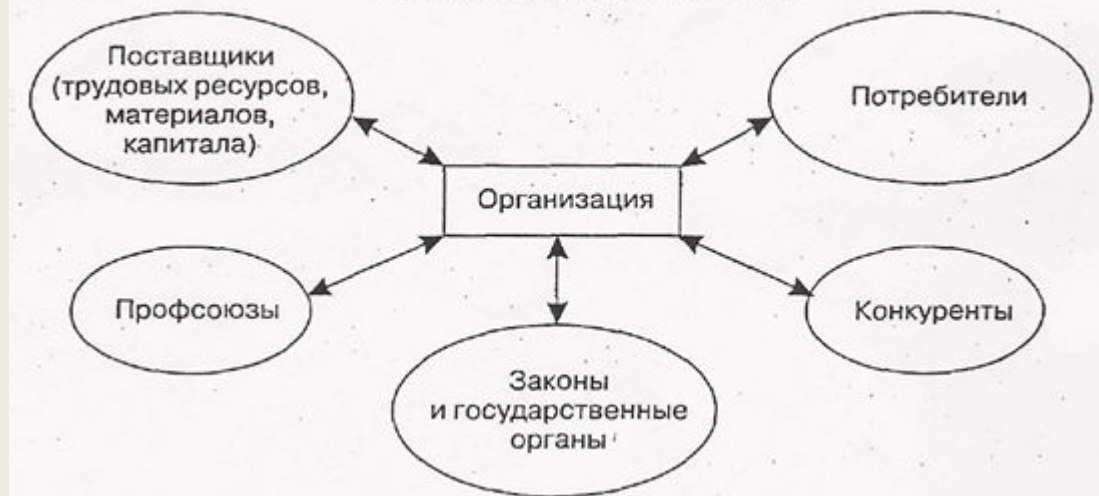 Поставщики
(трудовых ресурсов,
материалов,
капитала)
Потребители
Организация
Профсоюзы
Конкуренты
Законы
и государственные
органы